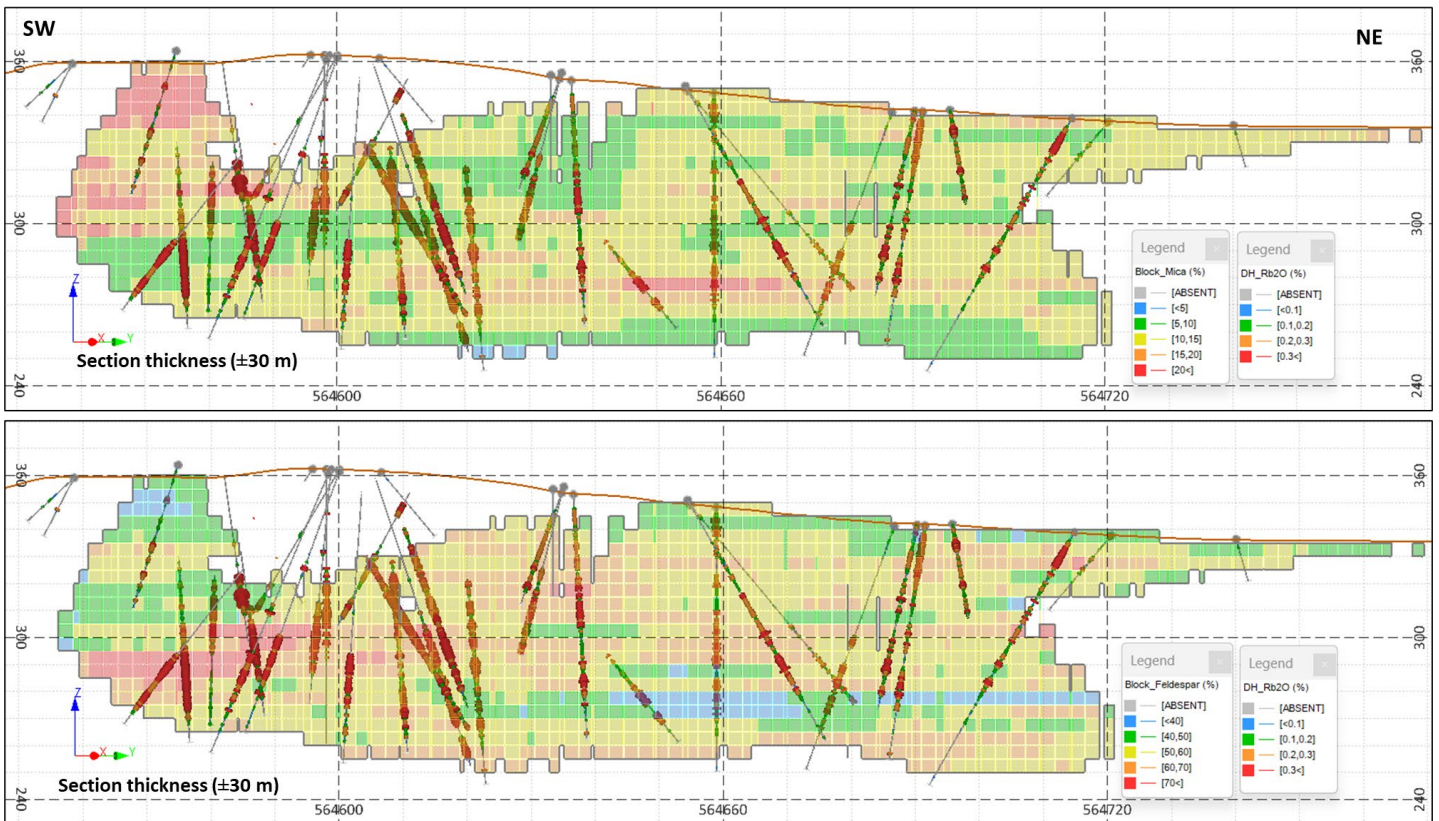 SW
NE
360
360
300
300
Z
X
Y
Section thickness (±30 m)
240
240
564600
564660
564720
Legend
Block_Mica (%)
[ABSENT]
[<5]
[5,10]
[10,15]
[15,20]
[20<]
Legend
DH_Rb2O (%)
[ABSENT]
[<0.1]
[0.1,0.2]
[0.2,0.3]
[0.3<]
360
360
300
300
Z
X
Y
Section thickness (±30 m)
240
240
564600
564660
564720
Legend
Block_Feldespar (%)
[ABSENT]
[<40]
[40,50]
[50,60]
[60,70]
[70<]
Legend
DH_Rb2O (%)
[ABSENT]
[<0.1]
[0.1,0.2]
[0.2,0.3]
[0.3<]